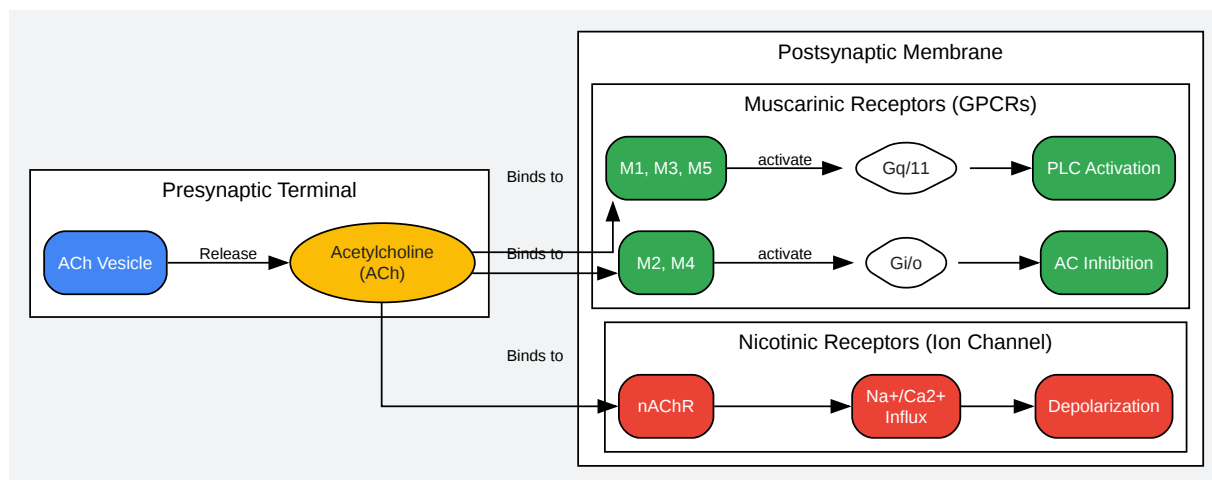 Postsynaptic Membrane
Muscarinic Receptors (GPCRs)
M1, M3, M5
activate
Gq/11
PLC Activation
Binds to
Presynaptic Terminal
ACh Vesicle
Release
Acetylcholine
(ACh)
Binds to
M2, M4
activate
Gi/o
AC Inhibition
Binds to
Nicotinic Receptors (Ion Channel)
nAChR
Na+/Ca2+
Influx
Depolarization